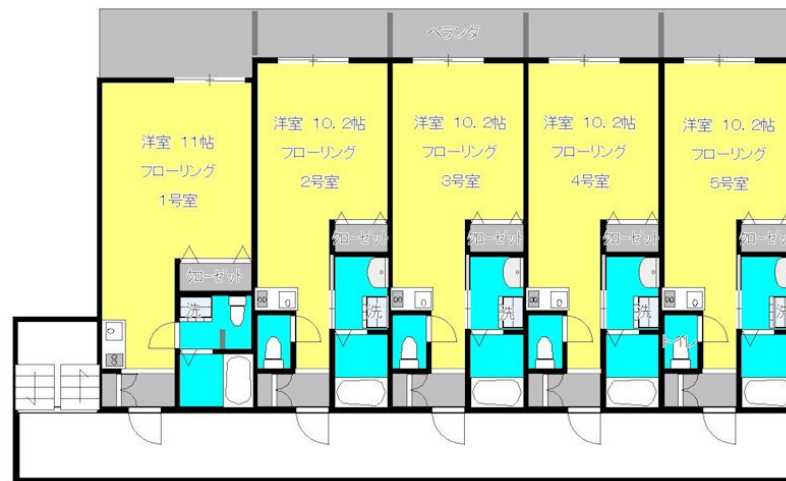 ベランダ
洋室 11帖
フローリング
1号室
洋室 10.2帖
フローリング
2号室
洋室 10.2帖
フローリング
3号室
洋室 10.2帖
フローリング
4号室
洋室 10.2帖
フローリング
5号室
クローゼット
クローゼット
クローゼット
クローゼット
クローゼット
洗
洗
洗
洗
洗
トイレ